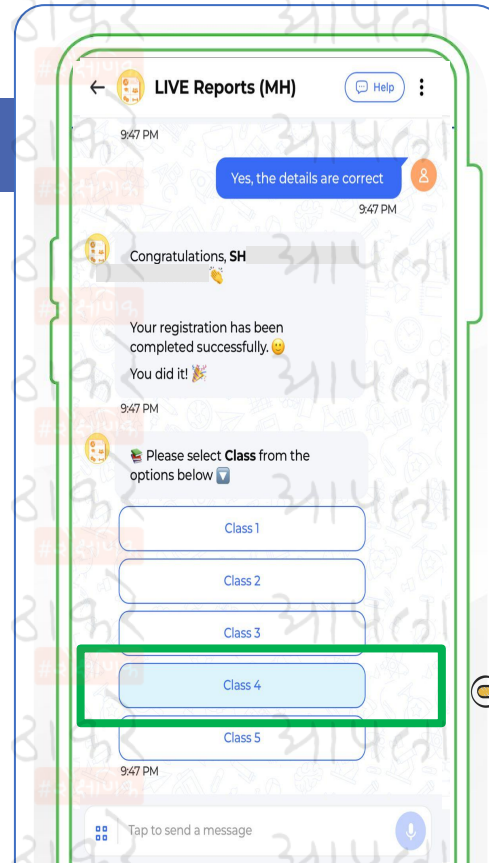 LIVE Reports (MH)
Help
9:47 PM
Yes, the details are correct
9:47 PM
Congratulations, SH
Your registration has been
completed successfully.
You did it!
9:47 PM
Please select Class from the
options below
Class 1
Class 2
Class 3
Class 4
Class 5
9:47 PM
Tap to send a message